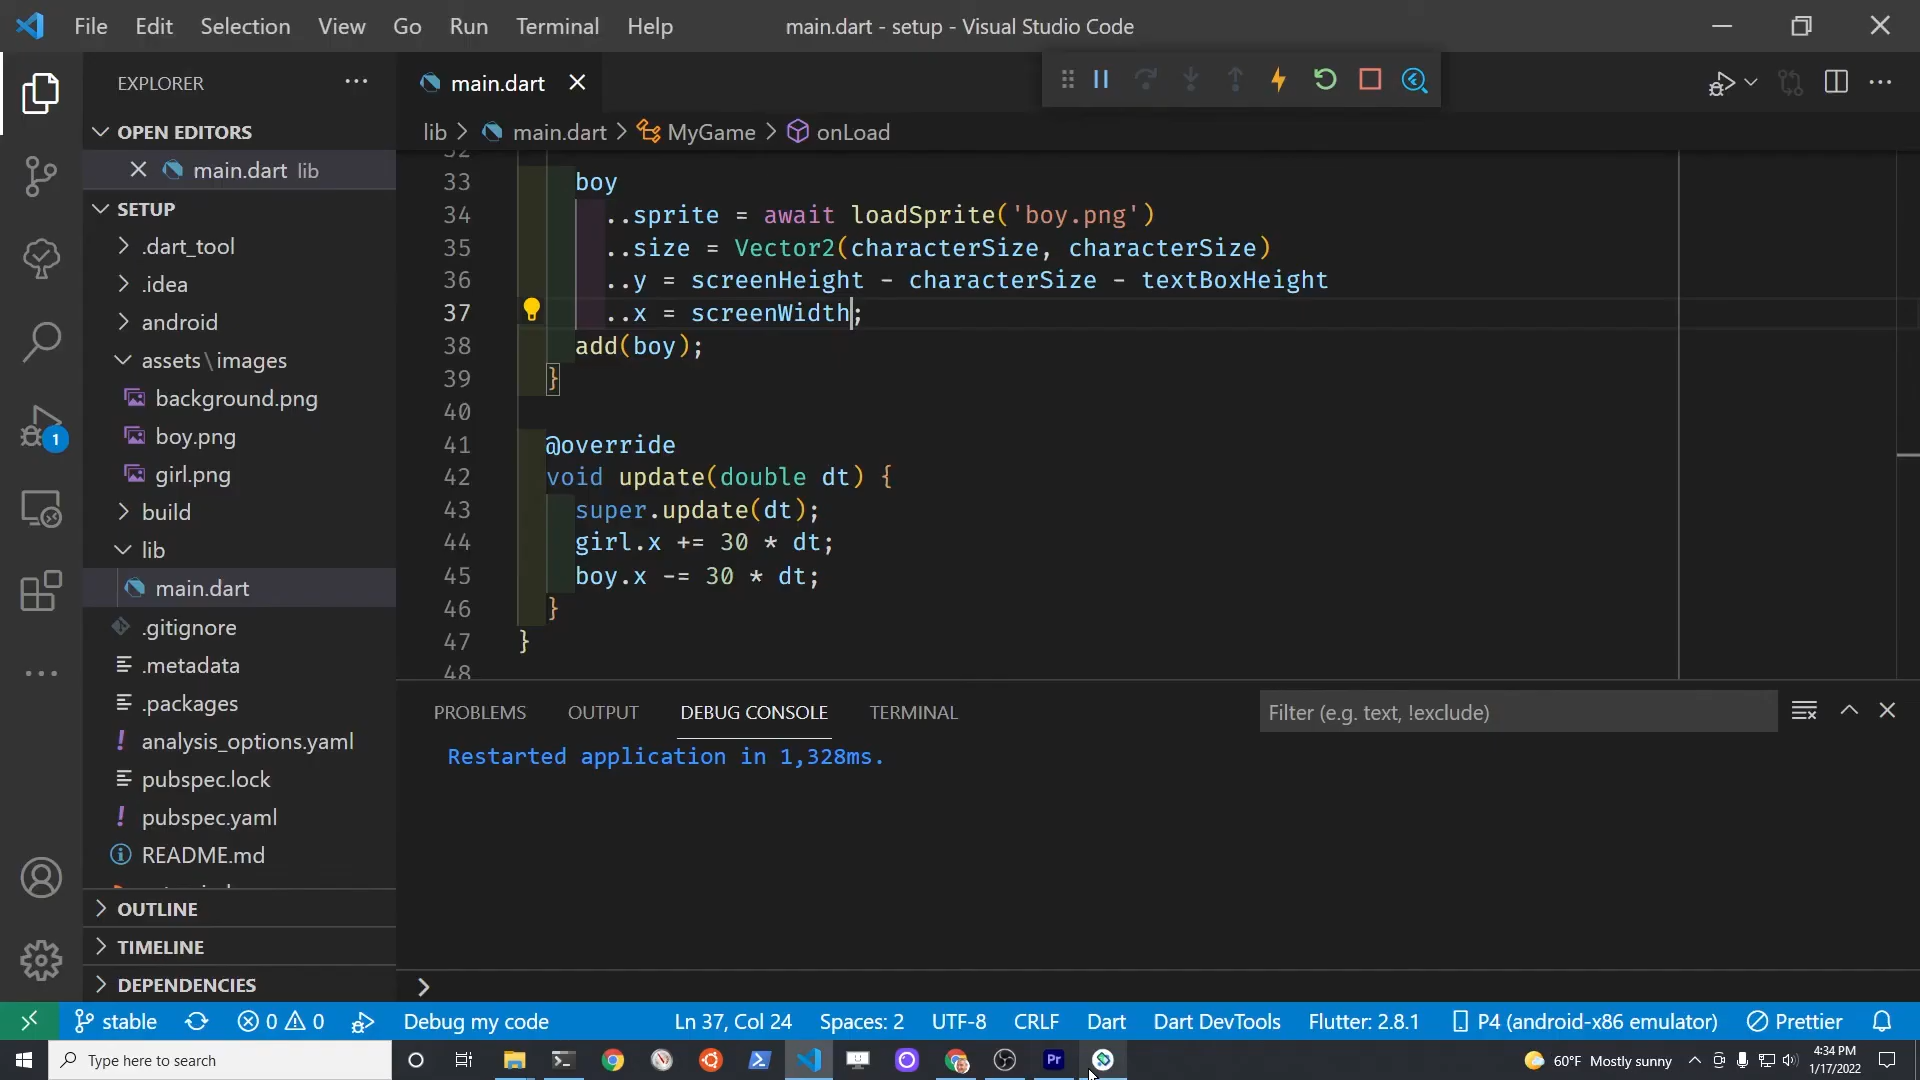 File Edit Selection View Go Run Terminal Help
main.dart - setup - Visual Studio Code
EXPLORER
OPEN EDITORS
main.dart lib
SETUP
.dart_tool
.idea
android
assets\images
background.png
boy.png
girl.png
build
lib
main.dart
.gitignore
.metadata
.packages
analysis_options.yaml
pubspec.lock
pubspec.yaml
README.md
OUTLINE
TIMELINE
DEPENDENCIES
1
main.dart
lib > main.dart > MyGame > onLoad
32
33 boy
34 ..sprite = await loadSprite('boy.png')
35 ..size = Vector2(characterSize, characterSize)
36 ..y = screenHeight - characterSize - textBoxHeight
37 ..x = screenWidth;
38 add(boy);
39 }
40
41 @override
42 void update(double dt) {
43 super.update(dt);
44 girl.x += 30 * dt;
45 boy.x -= 30 * dt;
46 }
47 }
48
PROBLEMS OUTPUT DEBUG CONSOLE TERMINAL
Filter (e.g. text, !exclude)
Restarted application in 1,328ms.
>
stable 0 0 Debug my code Ln 37, Col 24 Spaces: 2 UTF-8 CRLF Dart Dart DevTools Flutter: 2.8.1 P4 (android-x86 emulator) Prettier
Type here to search
Pr
60°F Mostly sunny
4:34 PM
1/17/2022